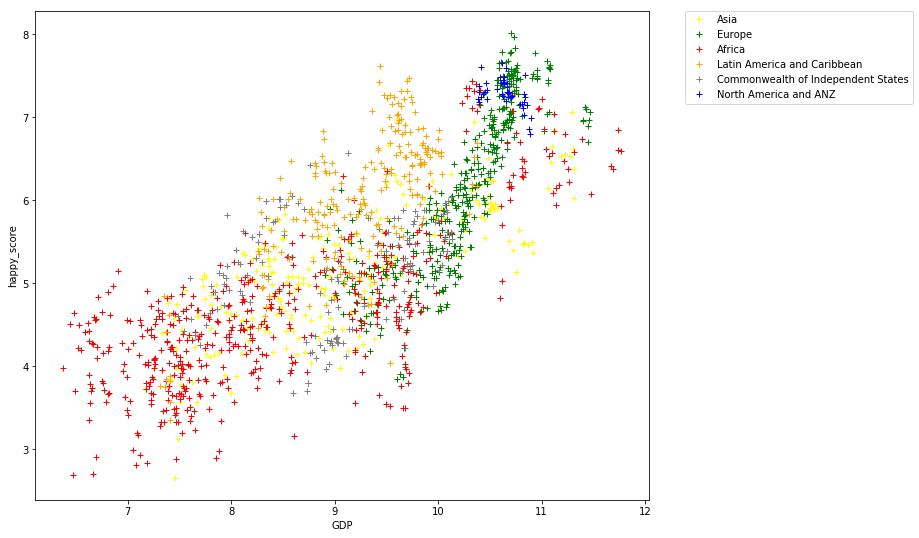 Asia
Europe
Africa
Latin America and Caribbean
Commonwealth of Independent States
North America and ANZ
8
7
6
5
4
3
happy_score
7 8 9 10 11 12
GDP